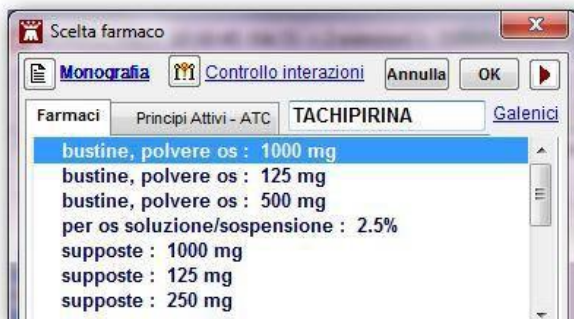 Scelta farmaco
Monografia Controllo interazioni Annulla OK
Farmaci Principi Attivi - ATC TACHIPIRINA Galenici
bustine, polvere os : 1000 mg
bustine, polvere os : 125 mg
bustine, polvere os : 500 mg
per os soluzione/sospensione : 2.5%
supposte : 1000 mg
supposte : 125 mg
supposte : 250 mg